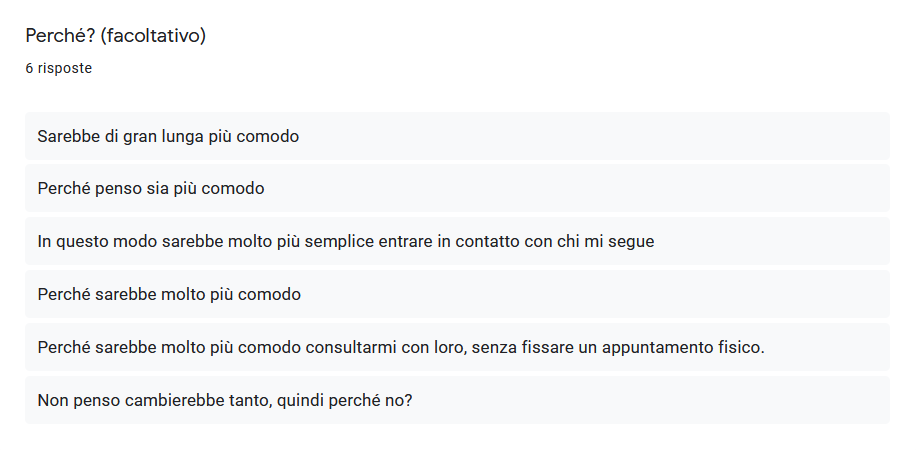 Perché? (facoltativo)
6 risposte
Sarebbe di gran lunga più comodo
Perché penso sia più comodo
In questo modo sarebbe molto più semplice entrare in contatto con chi mi segue
Perché sarebbe molto più comodo
Perché sarebbe molto più comodo consultarmi con loro, senza fissare un appuntamento fisico.
Non penso cambierebbe tanto, quindi perché no?